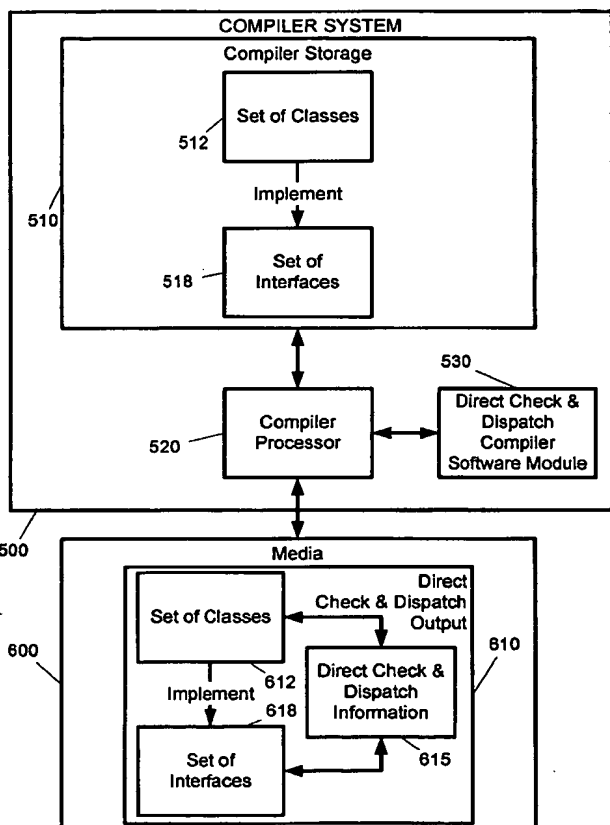 COMPILER SYSTEM
Compiler Storage
Set of Classes
512
Implement
510
518
Set of
Interfaces
530
520
Compiler
Processor
Direct Check &
Dispatch
Compiler
Software Module
500
Media
Direct
Check & Dispatch
Output
Set of Classes
600
610
612
Implement
618
Direct Check &
Dispatch
Information
Set of
Interfaces
615